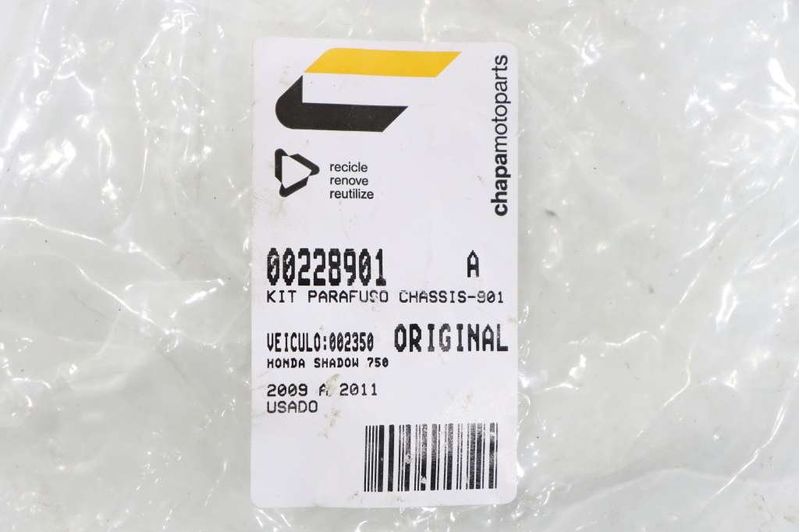 chapamotoparts
recicle
renove
reutilize
00228901 A
KIT PARAFUSO CHASSIS-901
VEICULO:002350 ORIGINAL
HONDA SHADOW 750
2009 A 2011
USADO